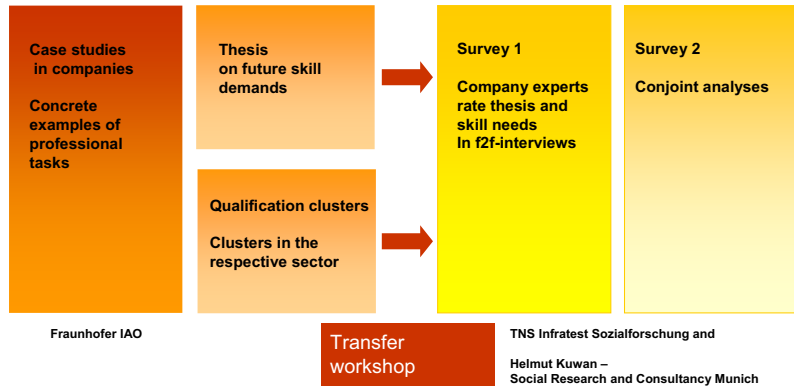 Case studies
in companies
Concrete
examples of
professional
tasks
Thesis
on future skill
demands
Qualification clusters
Clusters in the
respective sector
Survey 1
Company experts
rate thesis and
skill needs
In f2f-interviews
Survey 2
Conjoint analyses
Fraunhofer IAO
Transfer
workshop
TNS Infratest Sozialforschung and
Helmut Kuwan –
Social Research and Consultancy Munich